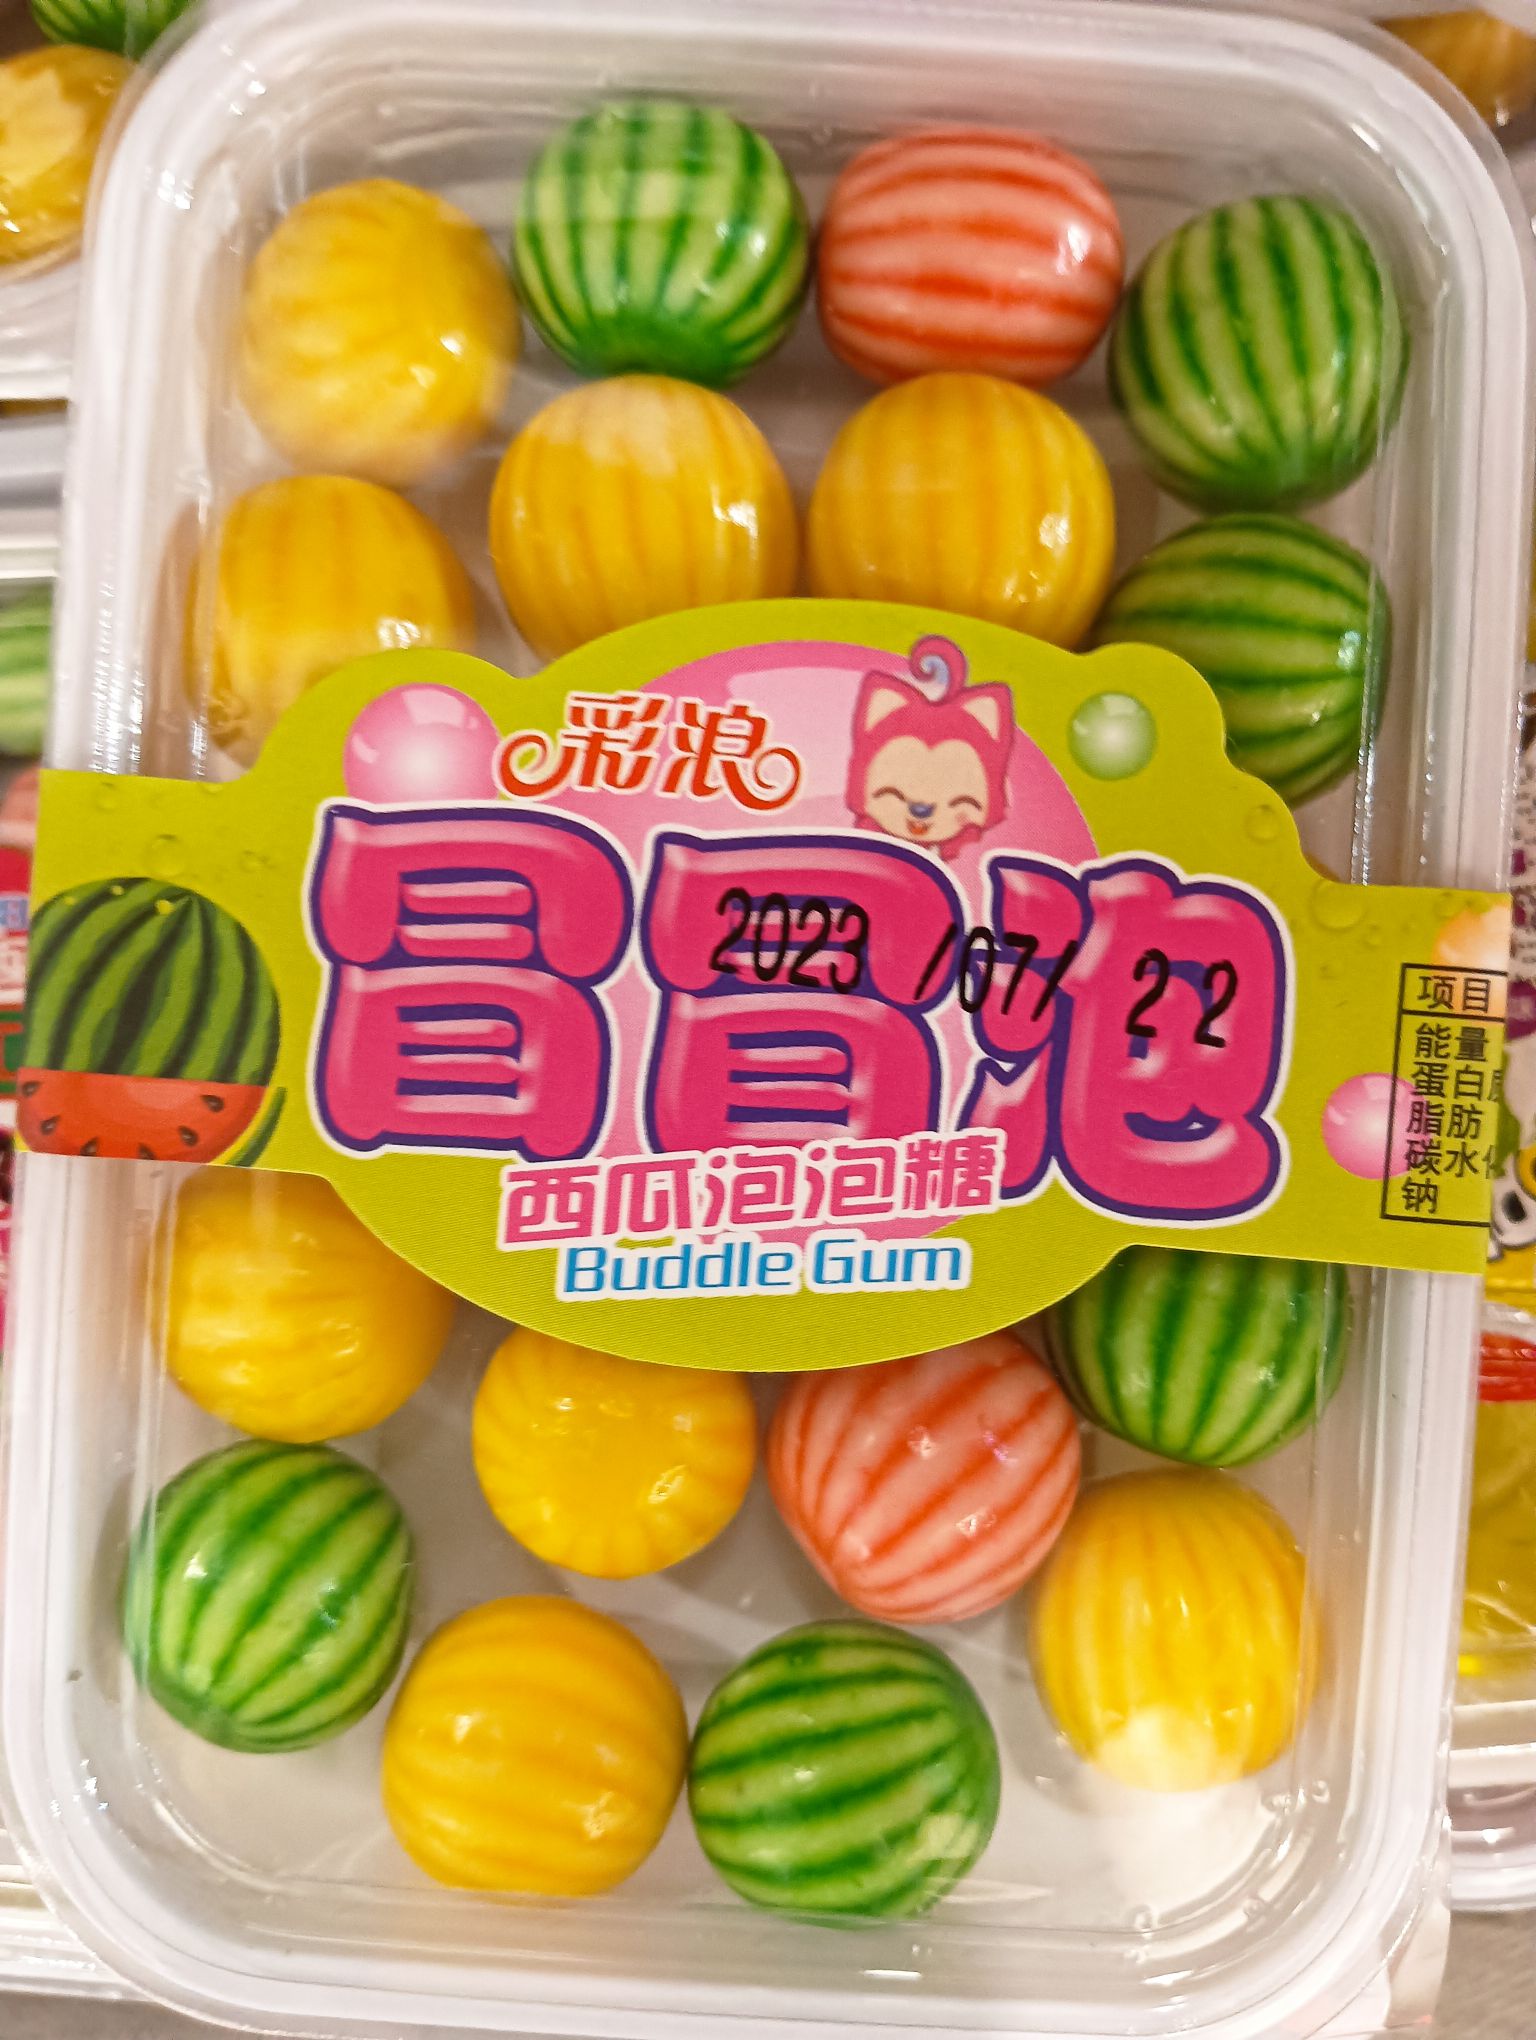 彩浪
冒冒泡
2023/07/22
西瓜泡泡糖
Buddle Gum
项目
能量
蛋白质
脂肪
碳水化
钠